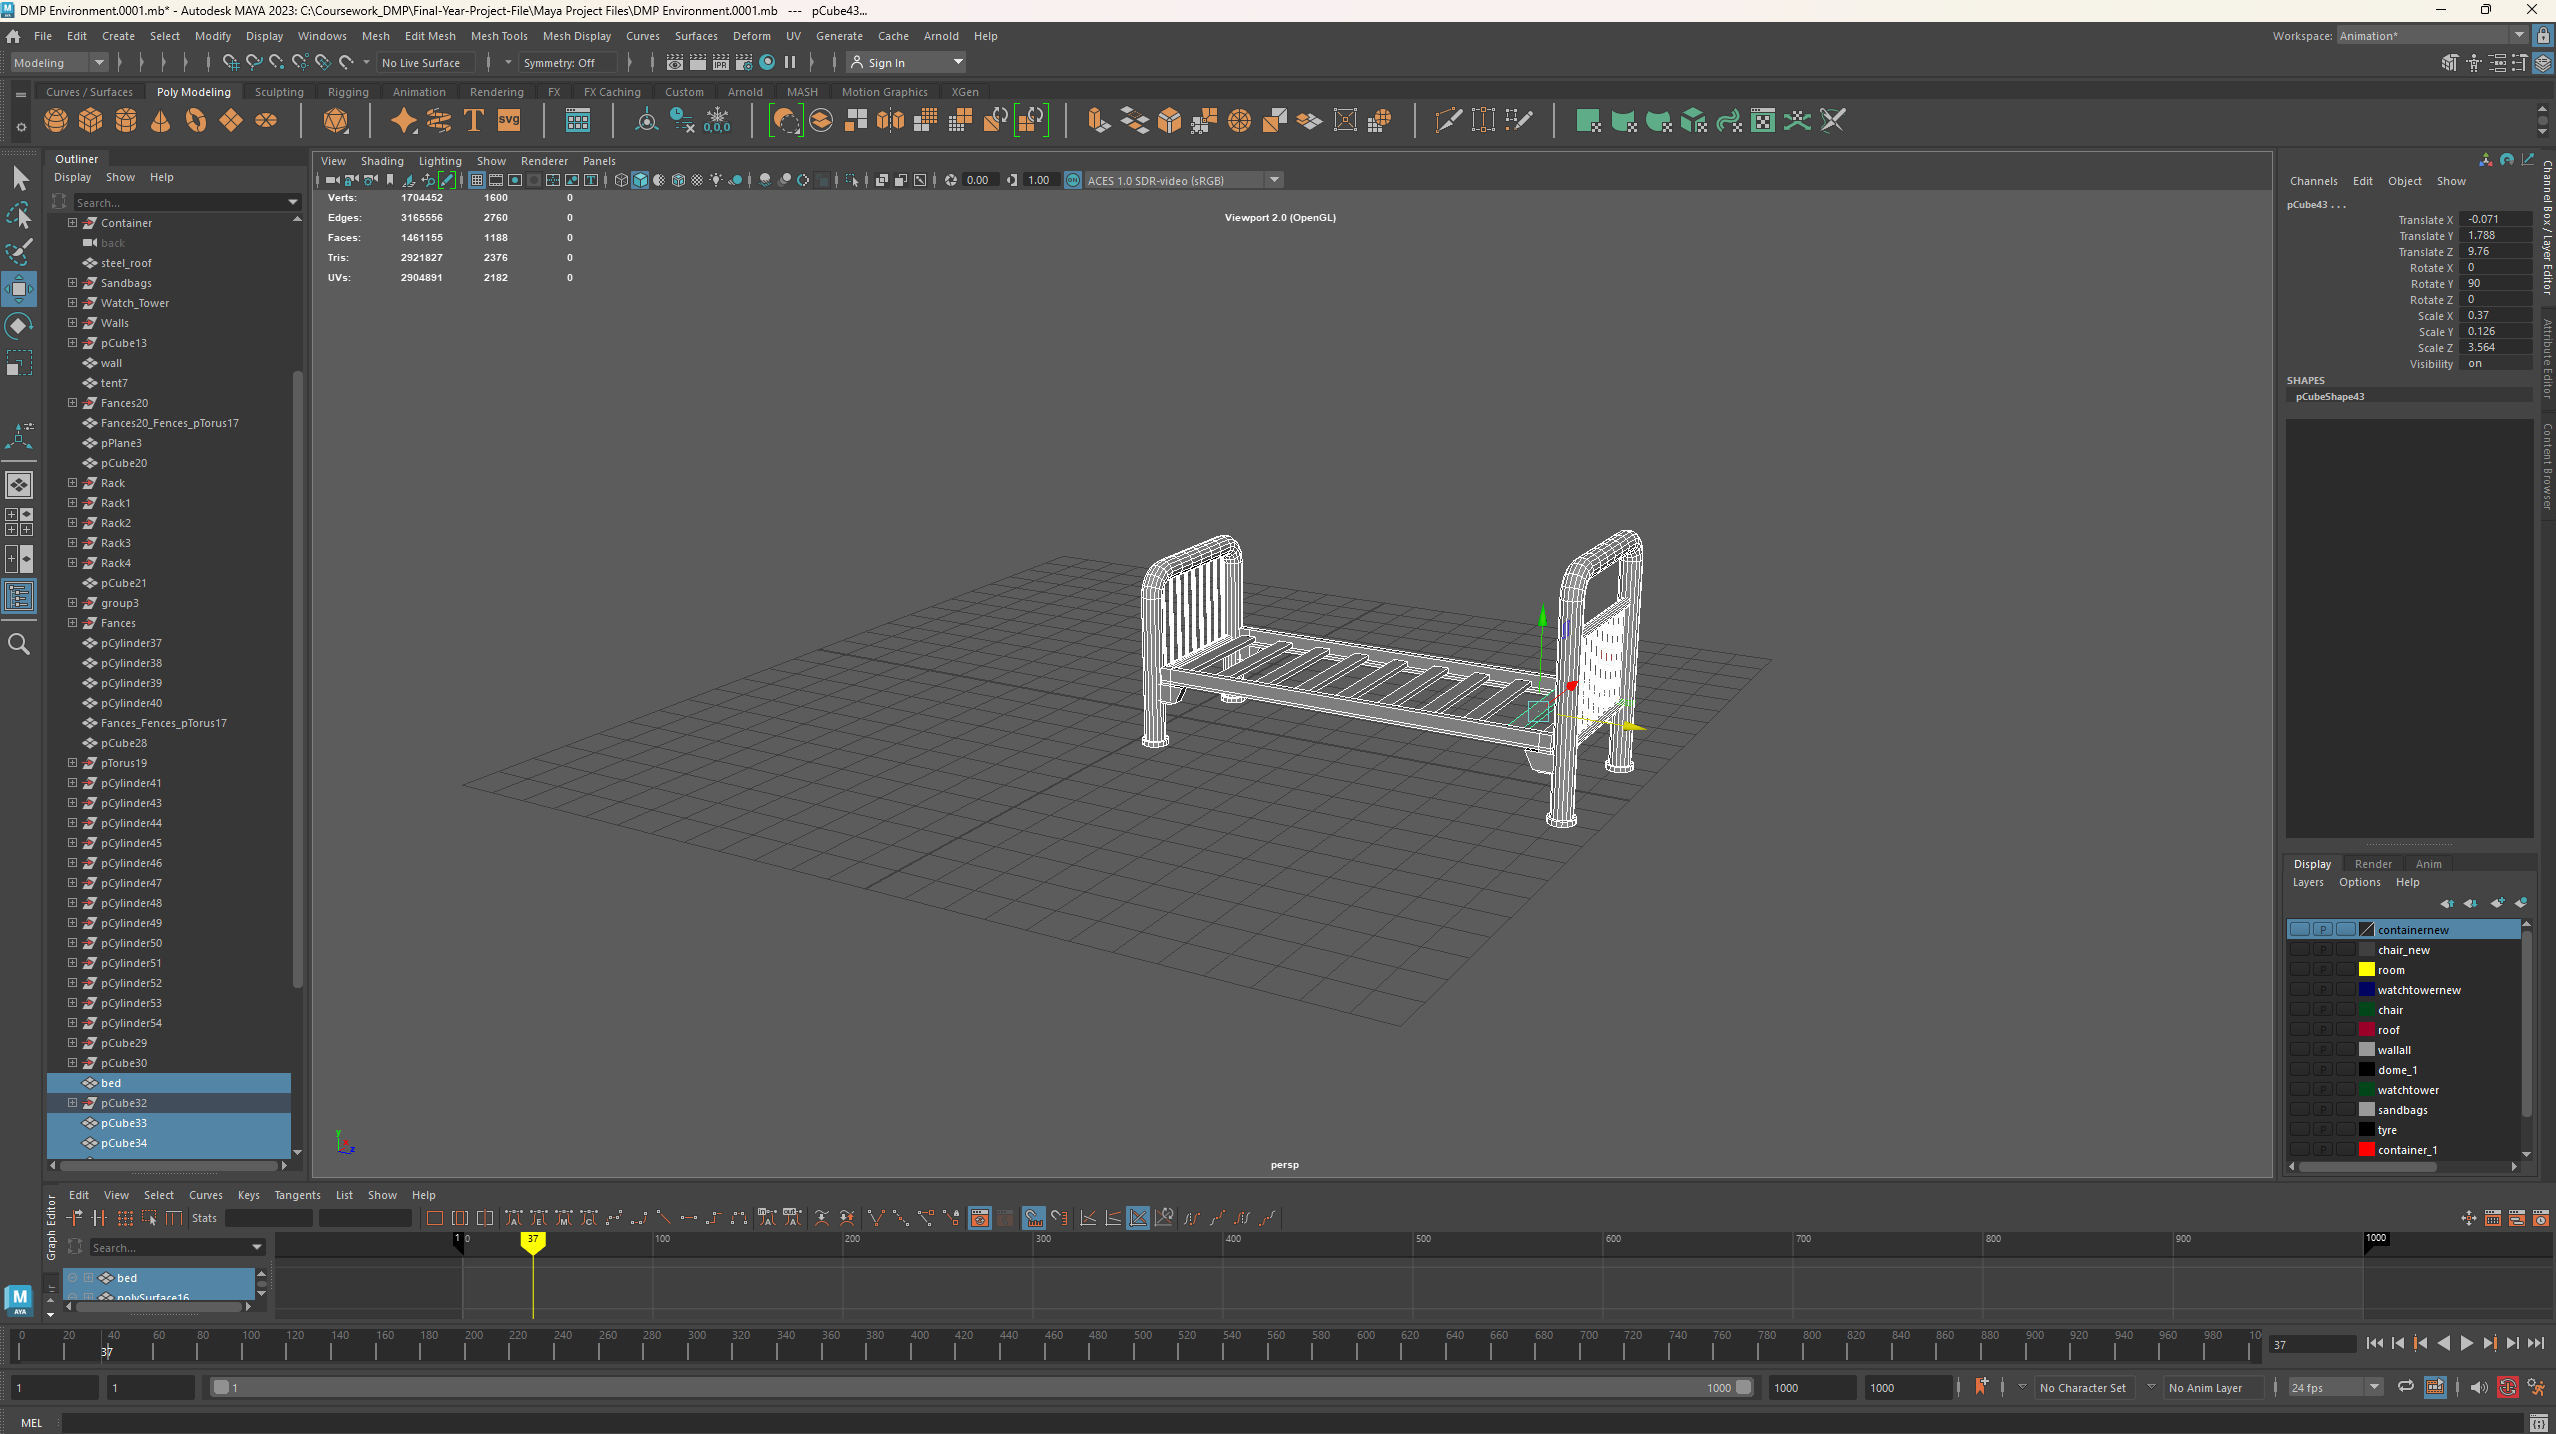 DMP Environment.0001.mb* - Autodesk MAYA 2023: C:\Coursework_DMP\Final-Year-Project-File\Maya Project Files\DMP Environment.0001.mb --- pCube43...
File Edit Create Select Modify Display Windows Mesh Edit Mesh Mesh Tools Mesh Display Curves Surfaces Deform UV Generate Cache Arnold Help
Workspace: Animation*
Modeling No Live Surface Symmetry: Off IPR Sign In
Curves / Surfaces Poly Modeling Sculpting Rigging Animation Rendering FX FX Caching Custom Arnold MASH Motion Graphics XGen
T svg 0,0,0
Outliner
Display Show Help
Search...
Container
back
steel_roof
Sandbags
Watch_Tower
Walls
pCube13
wall
tent7
Fances20
Fances20_Fences_pTorus17
pPlane3
pCube20
Rack
Rack1
Rack2
Rack3
Rack4
pCube21
group3
Fances
pCylinder37
pCylinder38
pCylinder39
pCylinder40
Fances_Fences_pTorus17
pCube28
pTorus19
pCylinder41
pCylinder43
pCylinder44
pCylinder45
pCylinder46
pCylinder47
pCylinder48
pCylinder49
pCylinder50
pCylinder51
pCylinder52
pCylinder53
pCylinder54
pCube29
pCube30
bed
pCube32
pCube33
pCube34
View Shading Lighting Show Renderer Panels
0.00 1.00 ON ACES 1.0 SDR-video (sRGB)
Verts: 1704452 1600 0
Edges: 3165556 2760 0
Faces: 1461155 1188 0
Tris: 2921827 2376 0
UVs: 2904891 2182 0
Viewport 2.0 (OpenGL)
y
z
persp
Channels Edit Object Show
pCube43 . . .
Translate X -0.071
Translate Y 1.788
Translate Z 9.76
Rotate X 0
Rotate Y 90
Rotate Z 0
Scale X 0.37
Scale Y 0.126
Scale Z 3.564
Visibility on
SHAPES
pCubeShape43
Channel Box / Layer Editor
Attribute Editor
Content Browser
Display Render Anim
Layers Options Help
P containernew
P chair_new
P room
P watchtowernew
P chair
P roof
P wallall
P dome_1
P watchtower
P sandbags
P tyre
P container_1
Graph Editor
Edit View Select Curves Keys Tangents List Show Help
Stats
Search...
bed
polySurface16
1 0 37 100 200 300 400 500 600 700 800 900 1000
M
AYA
0 20 40 60 80 100 120 140 160 180 200 220 240 260 280 300 320 340 360 380 400 420 440 460 480 500 520 540 560 580 600 620 640 660 680 700 720 740 760 780 800 820 840 860 880 900 920 940 960 980 10
37
37
1 1 1 1000 1000 1000 No Character Set No Anim Layer 24 fps
MEL